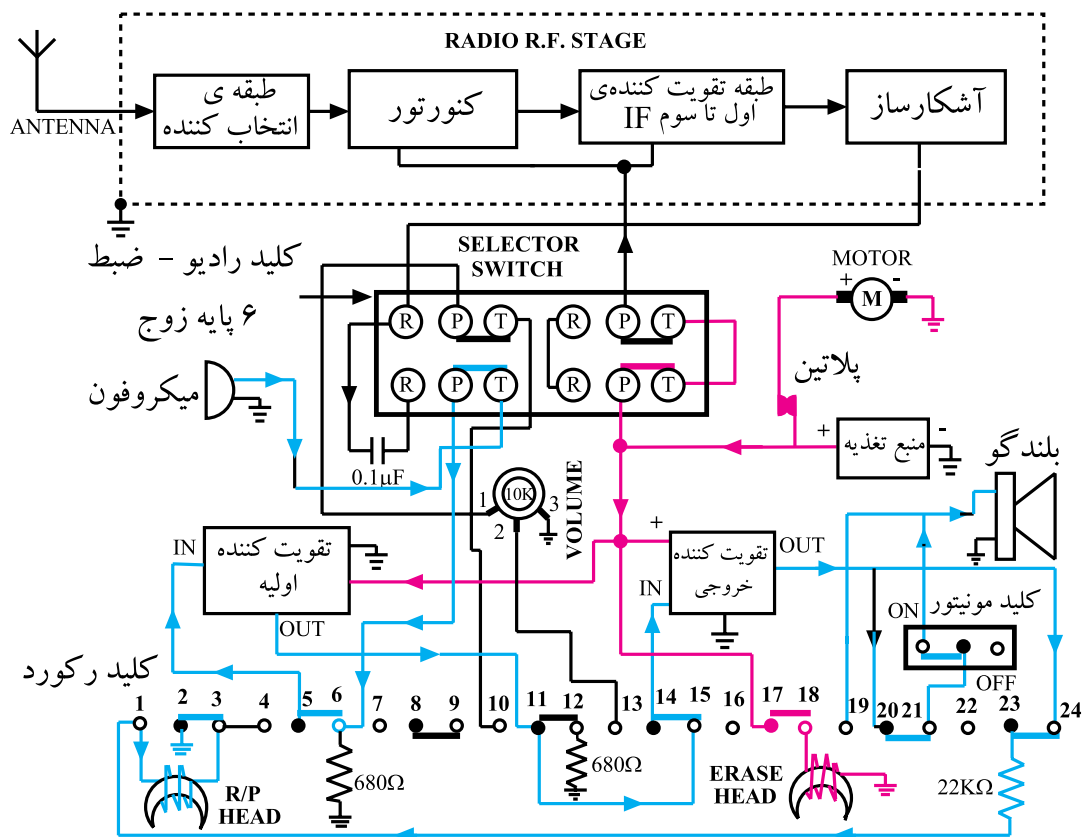 RADIO R.F. STAGE
ANTENNA
طبقه ی
انتخاب کننده
کنورتور
طبقه تقویت کننده‌ی
اول تا سوم IF
آشکارساز
کلید رادیو - ضبط
۶ پایه زوج
SELECTOR
SWITCH
R P T R P T
R P T R P T
MOTOR
+ -
M
پلاتین
میکروفون
0.1µF
+ -
منبع تغذیه
بلندگو
1 10K 3
2
VOLUME
IN
تقویت کننده
اولیه
OUT
+
تقویت کننده
خروجی
IN
OUT
کلید مونیتور
ON
OFF
کلید رکورد
1 2 3 4 5 6 7 8 9 10 11 12 13 14 15 16 17 18 19 20 21 22 23 24
R/P
HEAD
680Ω
680Ω
ERASE
HEAD
22KΩ